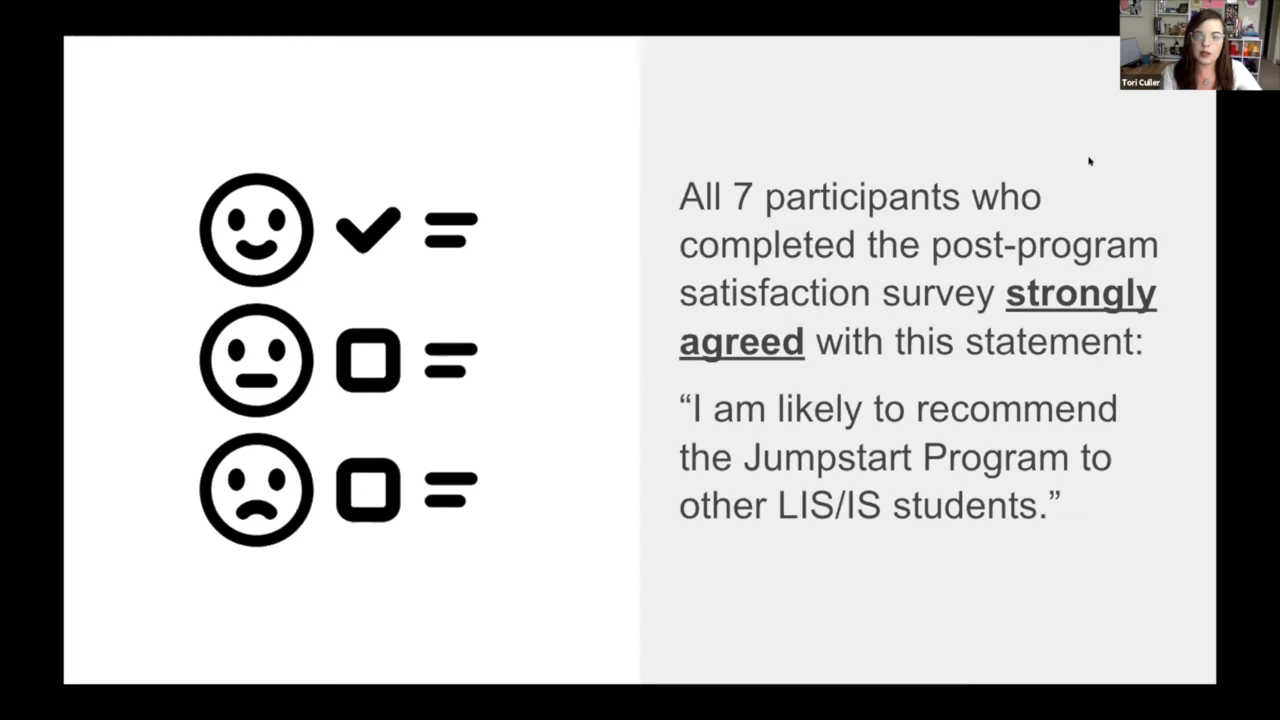 Tori Culler
All 7 participants who
completed the post-program
satisfaction survey strongly
agreed with this statement:
“I am likely to recommend
the Jumpstart Program to
other LIS/IS students.”